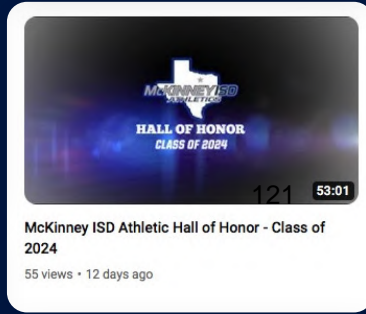 McKINNEY ISD
ATHLETICS
HALL OF HONOR
CLASS OF 2024
121
53:01
McKinney ISD Athletic Hall of Honor - Class of
2024
55 views • 12 days ago